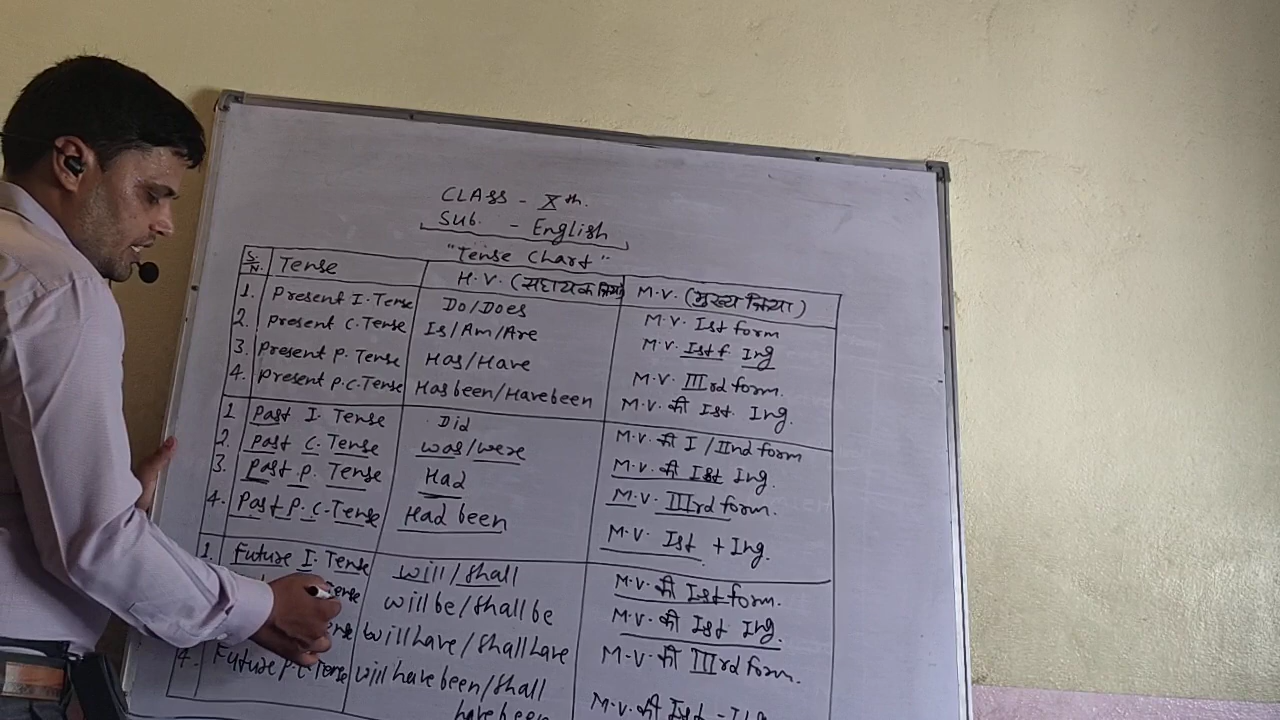 CLASS - Xth.
Sub. - English
"Tense Chart"
S.N. Tense H.V. (सहायक क्रिया) M.V. (मुख्य क्रिया)
1. Present I. Tense Do/Does M.V. Ist form
2. Present C. Tense Is/Am/Are M.V. Ist f. Ing
3. Present P. Tense Has/Have M.V. IIIrd form.
4. Present P.C. Tense Has been/Have been M.V. की Ist. Ing.
1 Past I. Tense Did M.V. की I/IInd form
2. Past C. Tense was/were M.V. की Ist Ing.
3. Past P. Tense Had M.V. IIIrd form.
4. Past P.C. Tense Had been M.V. Ist + Ing.
1. Future I. Tense will/shall M.V. की Ist form.
Tense will be/shall be M.V. की Ist Ing.
will have/shall have M.V. की IIIrd form.
4. Future P.C. Tense will have been/shall have been M.V. की Ist - Ing